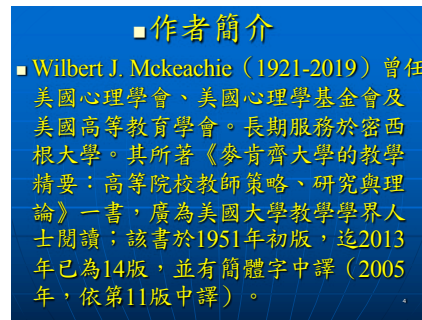 作者簡介
Wilbert J. Mckeachie（1921-2019）曾任
美國心理學會、美國心理學基金會及
美國高等教育學會。長期服務於密西
根大學。其所著《麥肯齊大學的教學
精要：高等院校教師策略、研究與理
論》一書，廣為美國大學教學學界人
士閱讀；該書於1951年初版，迄2013
年已為14版，並有簡體字中譯（2005
年，依第11版中譯）。
4